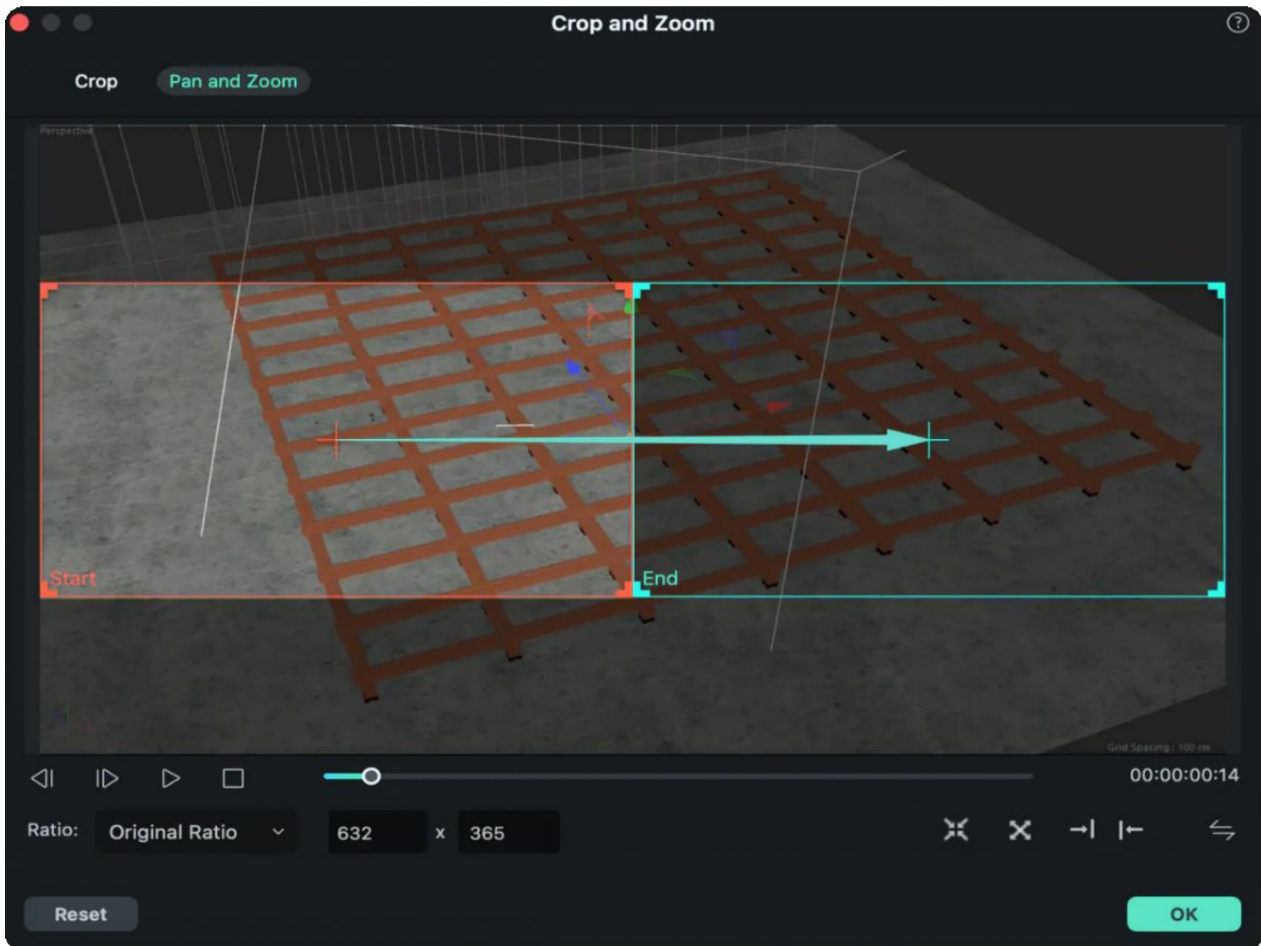 Crop and Zoom
Crop
Pan and Zoom
Perspective
Start
End
Grid Spacing : 100 cm
00:00:00:14
Ratio:
Original Ratio
632
x
365
Reset
OK